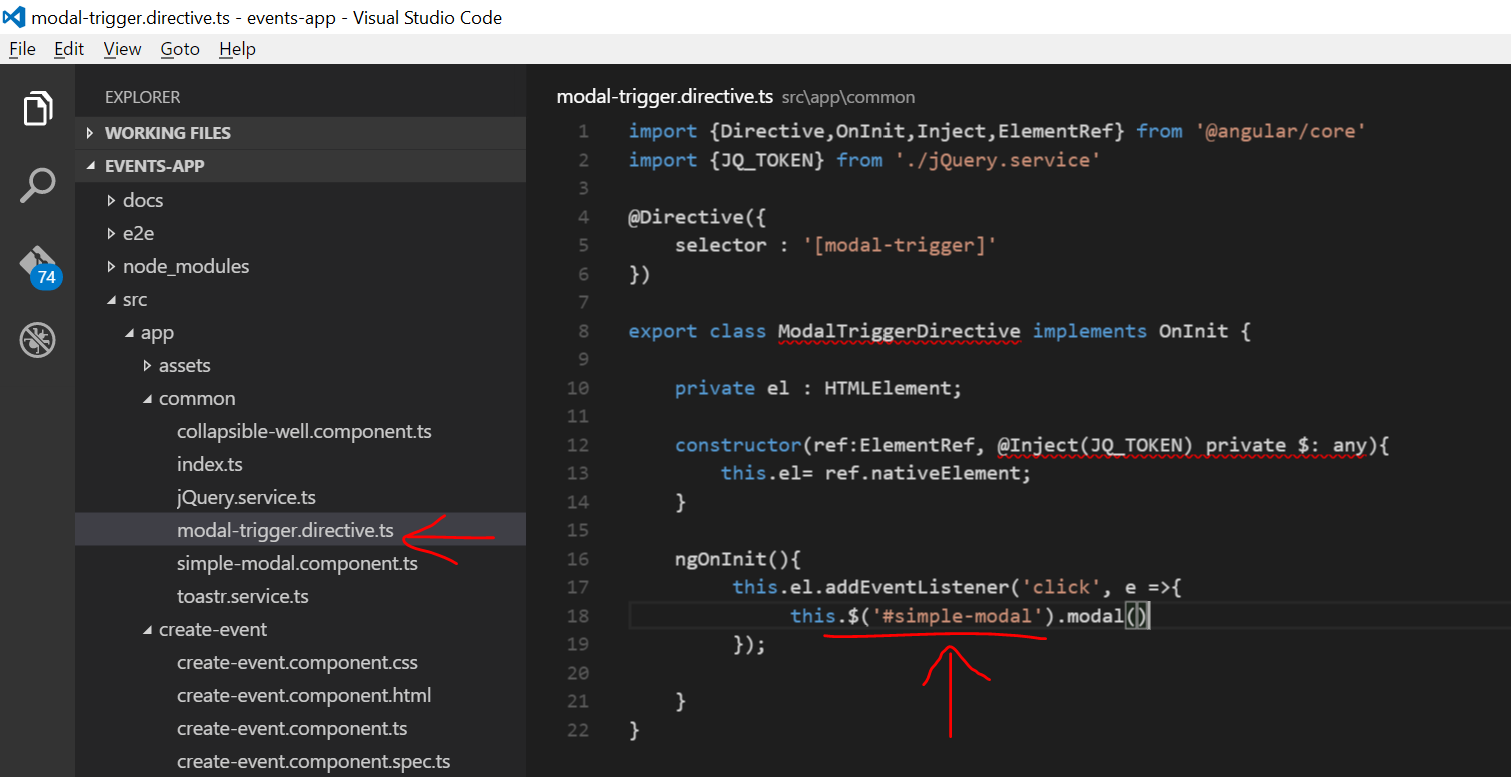 modal-trigger.directive.ts - events-app - Visual Studio Code
File Edit View Goto Help
EXPLORER
WORKING FILES
EVENTS-APP
docs
e2e
node_modules
src
app
assets
common
collapsible-well.component.ts
index.ts
jQuery.service.ts
modal-trigger.directive.ts
simple-modal.component.ts
toastr.service.ts
create-event
create-event.component.css
create-event.component.html
create-event.component.ts
create-event.component.spec.ts
74
modal-trigger.directive.ts src\app\common
1 import {Directive,OnInit,Inject,ElementRef} from '@angular/core'
2 import {JQ_TOKEN} from './jQuery.service'
3
4 @Directive({
5 selector : '[modal-trigger]'
6 })
7
8 export class ModalTriggerDirective implements OnInit {
9
10 private el : HTMLElement;
11
12 constructor(ref:ElementRef, @Inject(JQ_TOKEN) private $: any){
13 this.el= ref.nativeElement;
14 }
15
16 ngOnInit(){
17 this.el.addEventListener('click', e =>{
18 this.$('#simple-modal').modal()
19 });
20
21 }
22 }